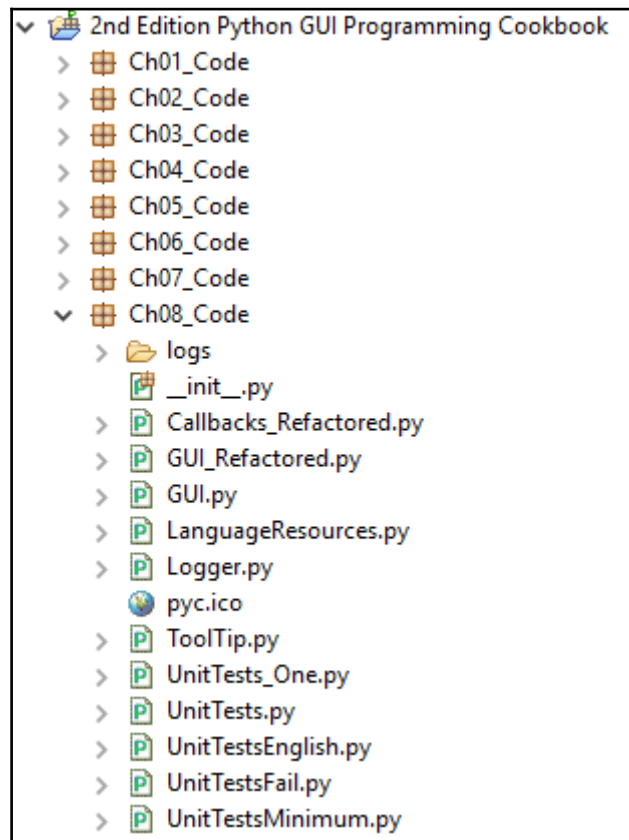 2nd Edition Python GUI Programming Cookbook
Ch01_Code
Ch02_Code
Ch03_Code
Ch04_Code
Ch05_Code
Ch06_Code
Ch07_Code
Ch08_Code
logs
__init__.py
Callbacks_Refactored.py
GUI_Refactored.py
GUI.py
LanguageResources.py
Logger.py
pyc.ico
ToolTip.py
UnitTests_One.py
UnitTests.py
UnitTestsEnglish.py
UnitTestsFail.py
UnitTestsMinimum.py